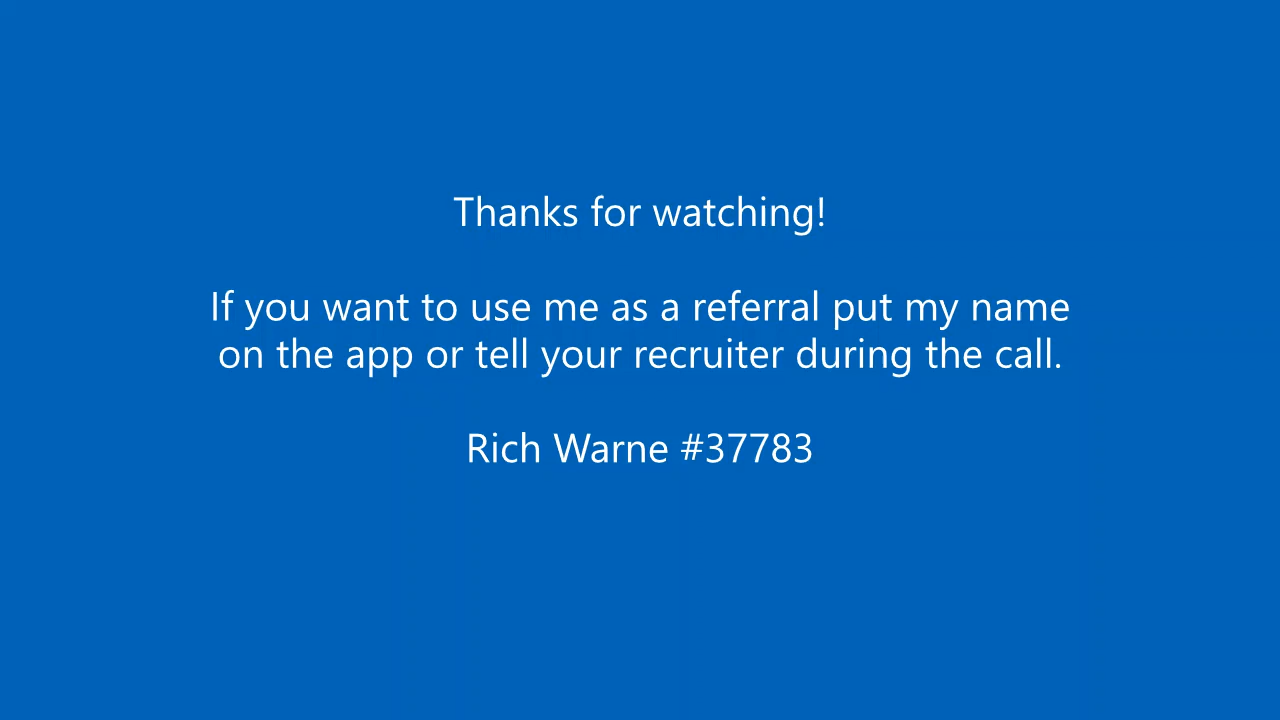 Thanks for watching!
If you want to use me as a referral put my name
on the app or tell your recruiter during the call.
Rich Warne #37783